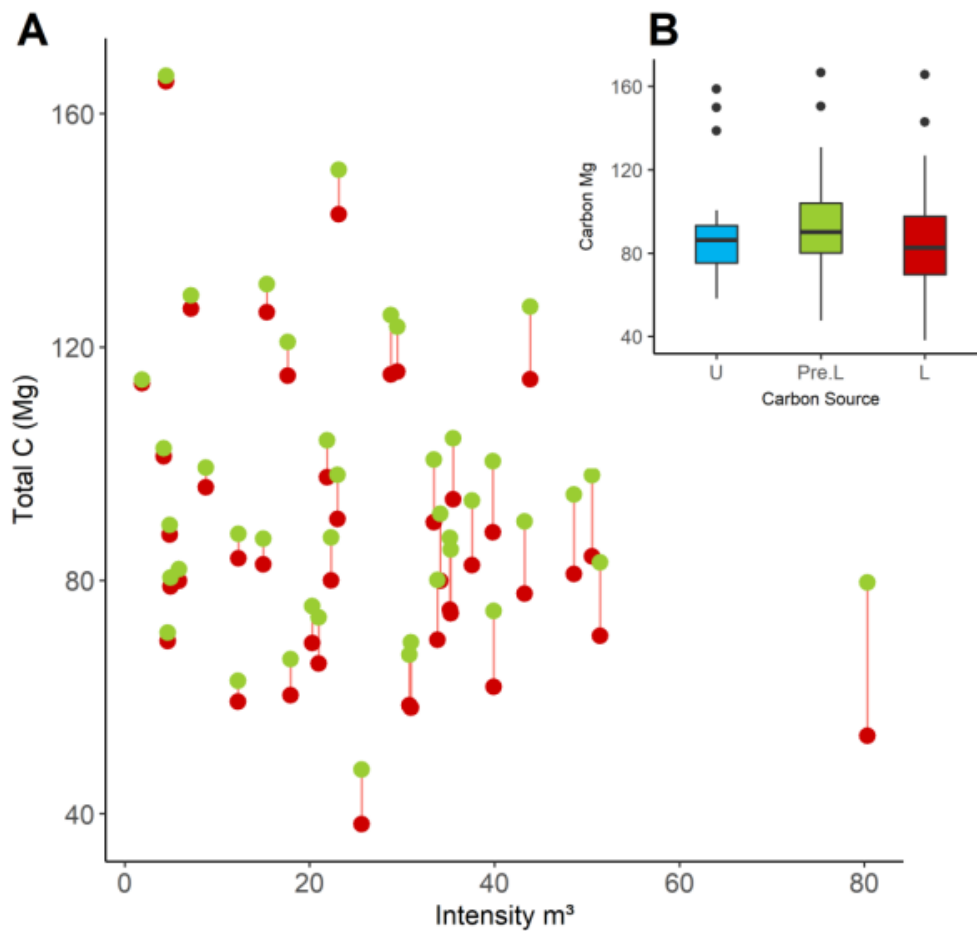 A
B
160
120
80
40
Total C (Mg)
0 20 40 60 80
Intensity m³
160
120
80
40
Carbon Mg
U Pre.L L
Carbon Source